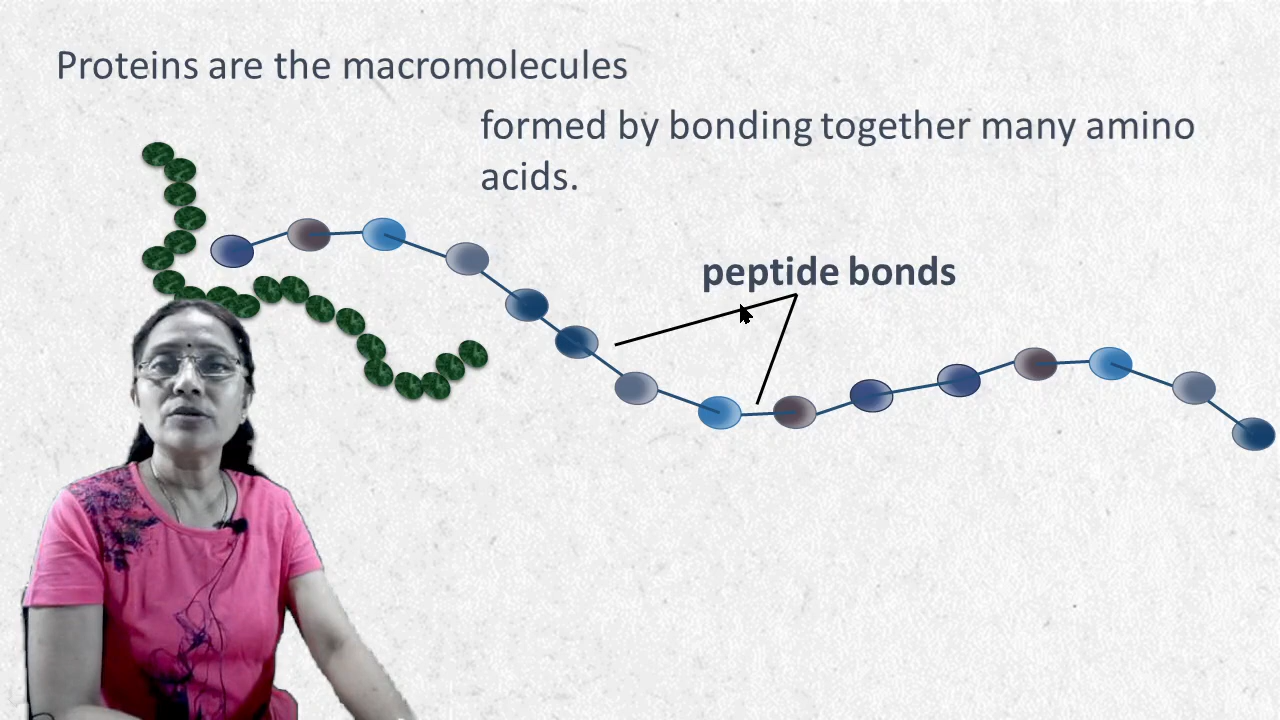 Proteins are the macromolecules
formed by bonding together many amino
acids.
peptide bonds